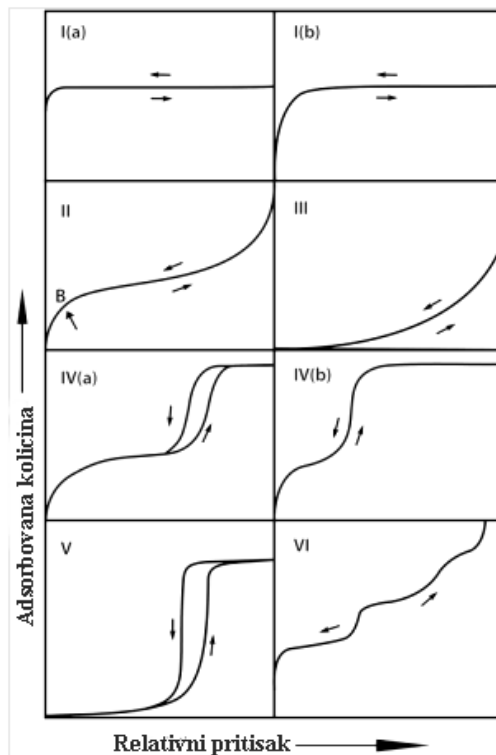 I(a)
I(b)
II
III
B
IV(a)
IV(b)
V
VI
Adsorbovana kolicina
Relativni pritisak